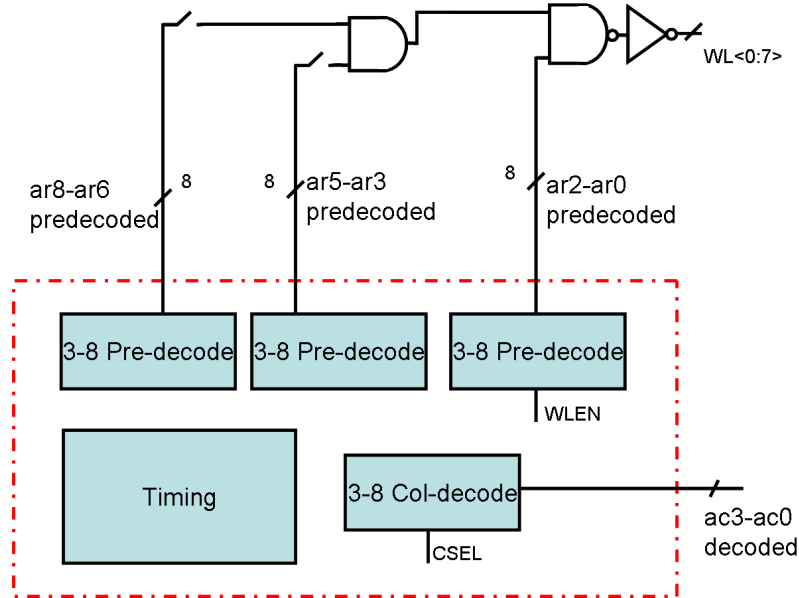 WL<0:7>
ar8-ar6
predecoded
8
8
ar5-ar3
predecoded
8
ar2-ar0
predecoded
3-8 Pre-decode
3-8 Pre-decode
3-8 Pre-decode
WLEN
Timing
3-8 Col-decode
CSEL
ac3-ac0
decoded